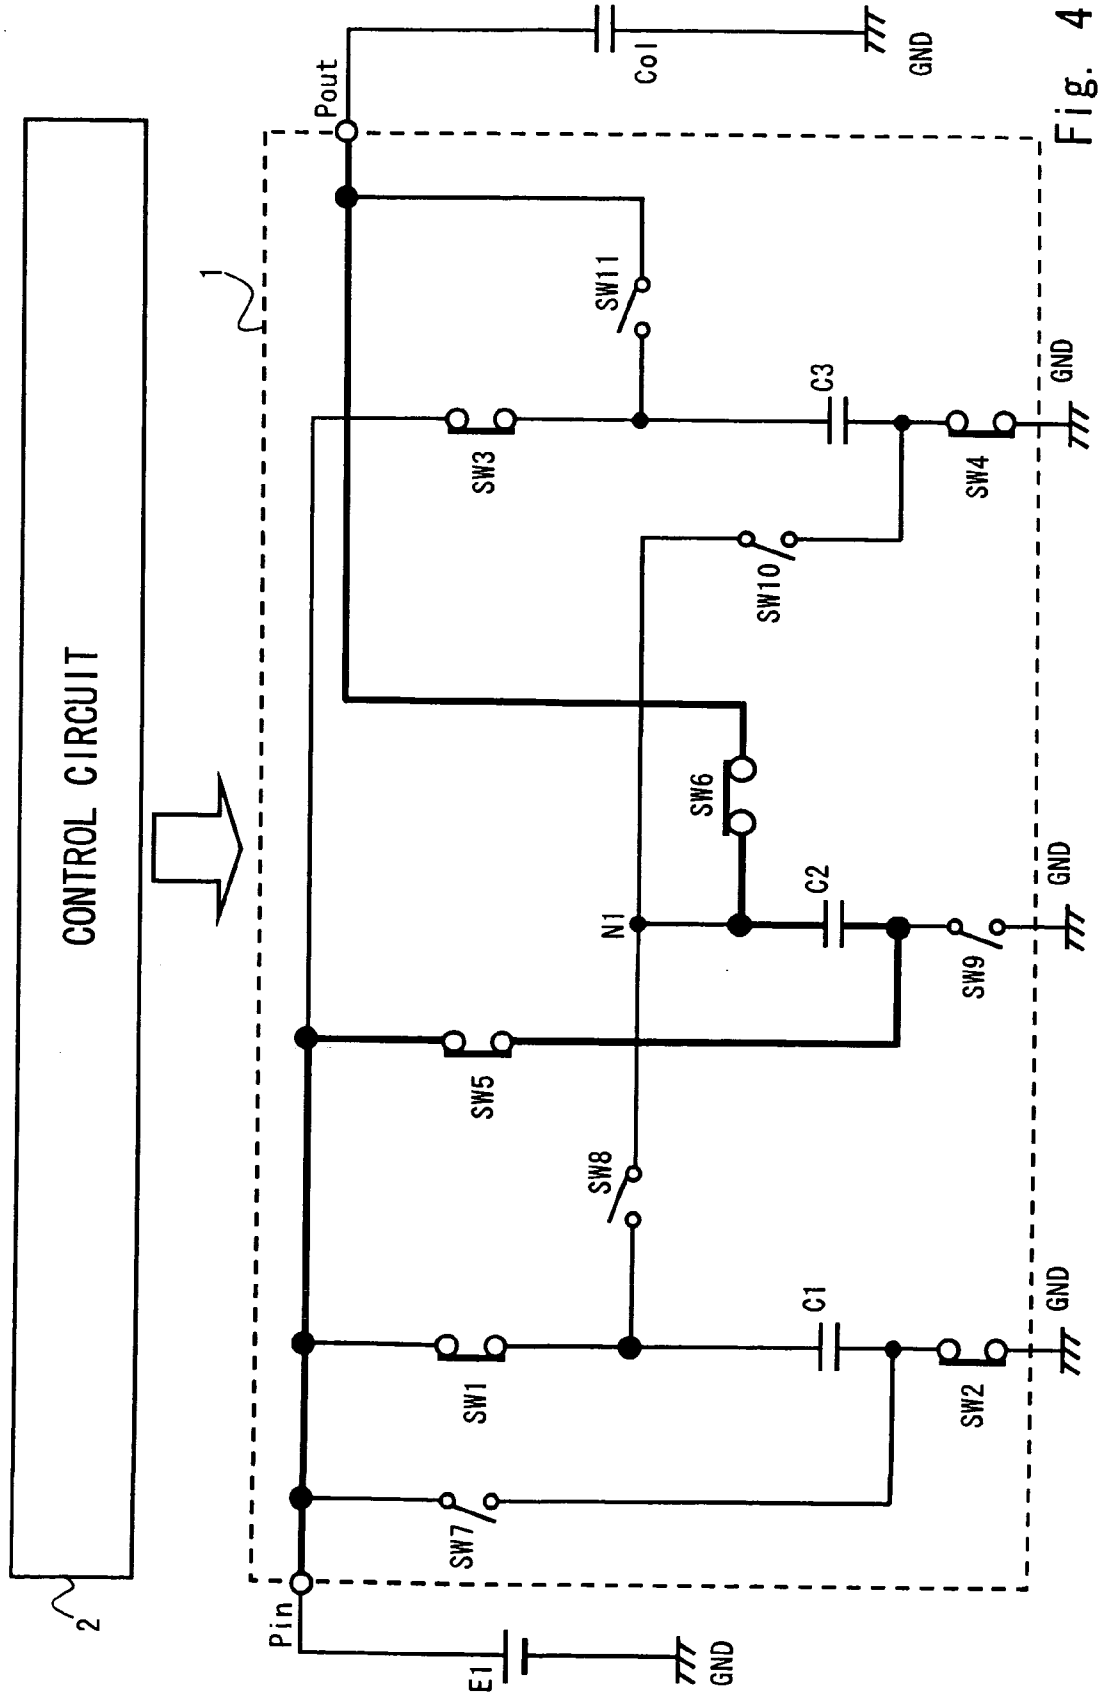 2
CONTROL CIRCUIT
1
Pin
Pout
E1
GND
SW7
SW1
SW8
C1
SW2
GND
SW5
N1
SW6
C2
SW9
GND
SW3
SW11
SW10
C3
SW4
GND
Col
GND
Fig. 4